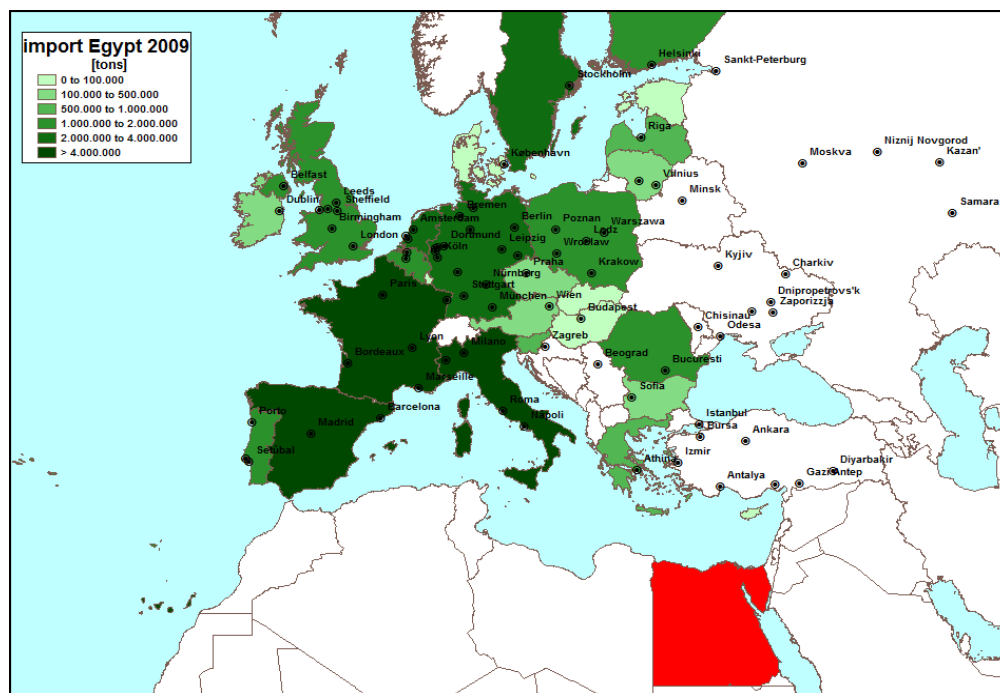 import Egypt 2009
[tons]
0 to 100.000
100.000 to 500.000
500.000 to 1.000.000
1.000.000 to 2.000.000
2.000.000 to 4.000.000
> 4.000.000
Helsinki
Sankt-Peterburg
Stockholm
Riga
Niznij Novgorod
Moskva
Kazan'
København
Vilnius
Minsk
Samara
Belfast
Leeds
Sheffield
Dublin
Birmingham
London
Bremen
Amsterdam
Berlin
Poznan
Warszawa
Lodz
Dortmund
Köln
Leipzig
Wroclaw
Praha
Krakow
Kyjiv
Charkiv
Nürnberg
Stuttgart
München
Wien
Budapest
Dnipropetrovs'k
Zaporizzja
Chisinau
Odesa
Paris
Lyon
Milano
Zagreb
Bordeaux
Beograd
Bucuresti
Marseille
Sofia
Barcelona
Roma
Napoli
Porto
Madrid
Setubal
Istanbul
Bursa
Ankara
Izmir
Athina
Antalya
Gazi Antep
Diyarbakir